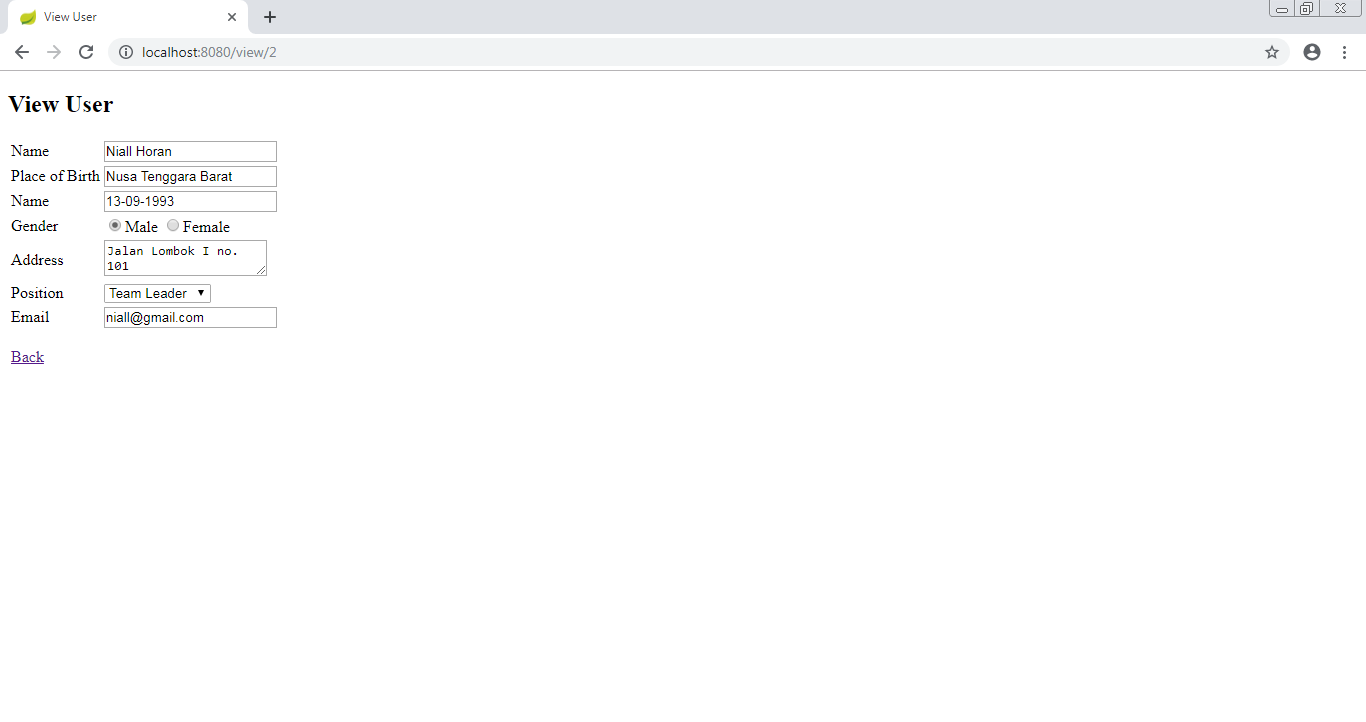 View User
localhost:8080/view/2
View User
Name Niall Horan
Place of Birth Nusa Tenggara Barat
Name 13-09-1993
Gender Male Female
Address Jalan Lombok I no.
101
Position Team Leader
Email niall@gmail.com
Back